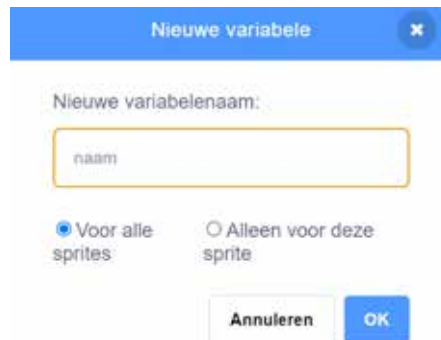 Nieuwe variabele
Nieuwe variabelenaam:
naam
Voor alle sprites
Alleen voor deze sprite
Annuleren
OK